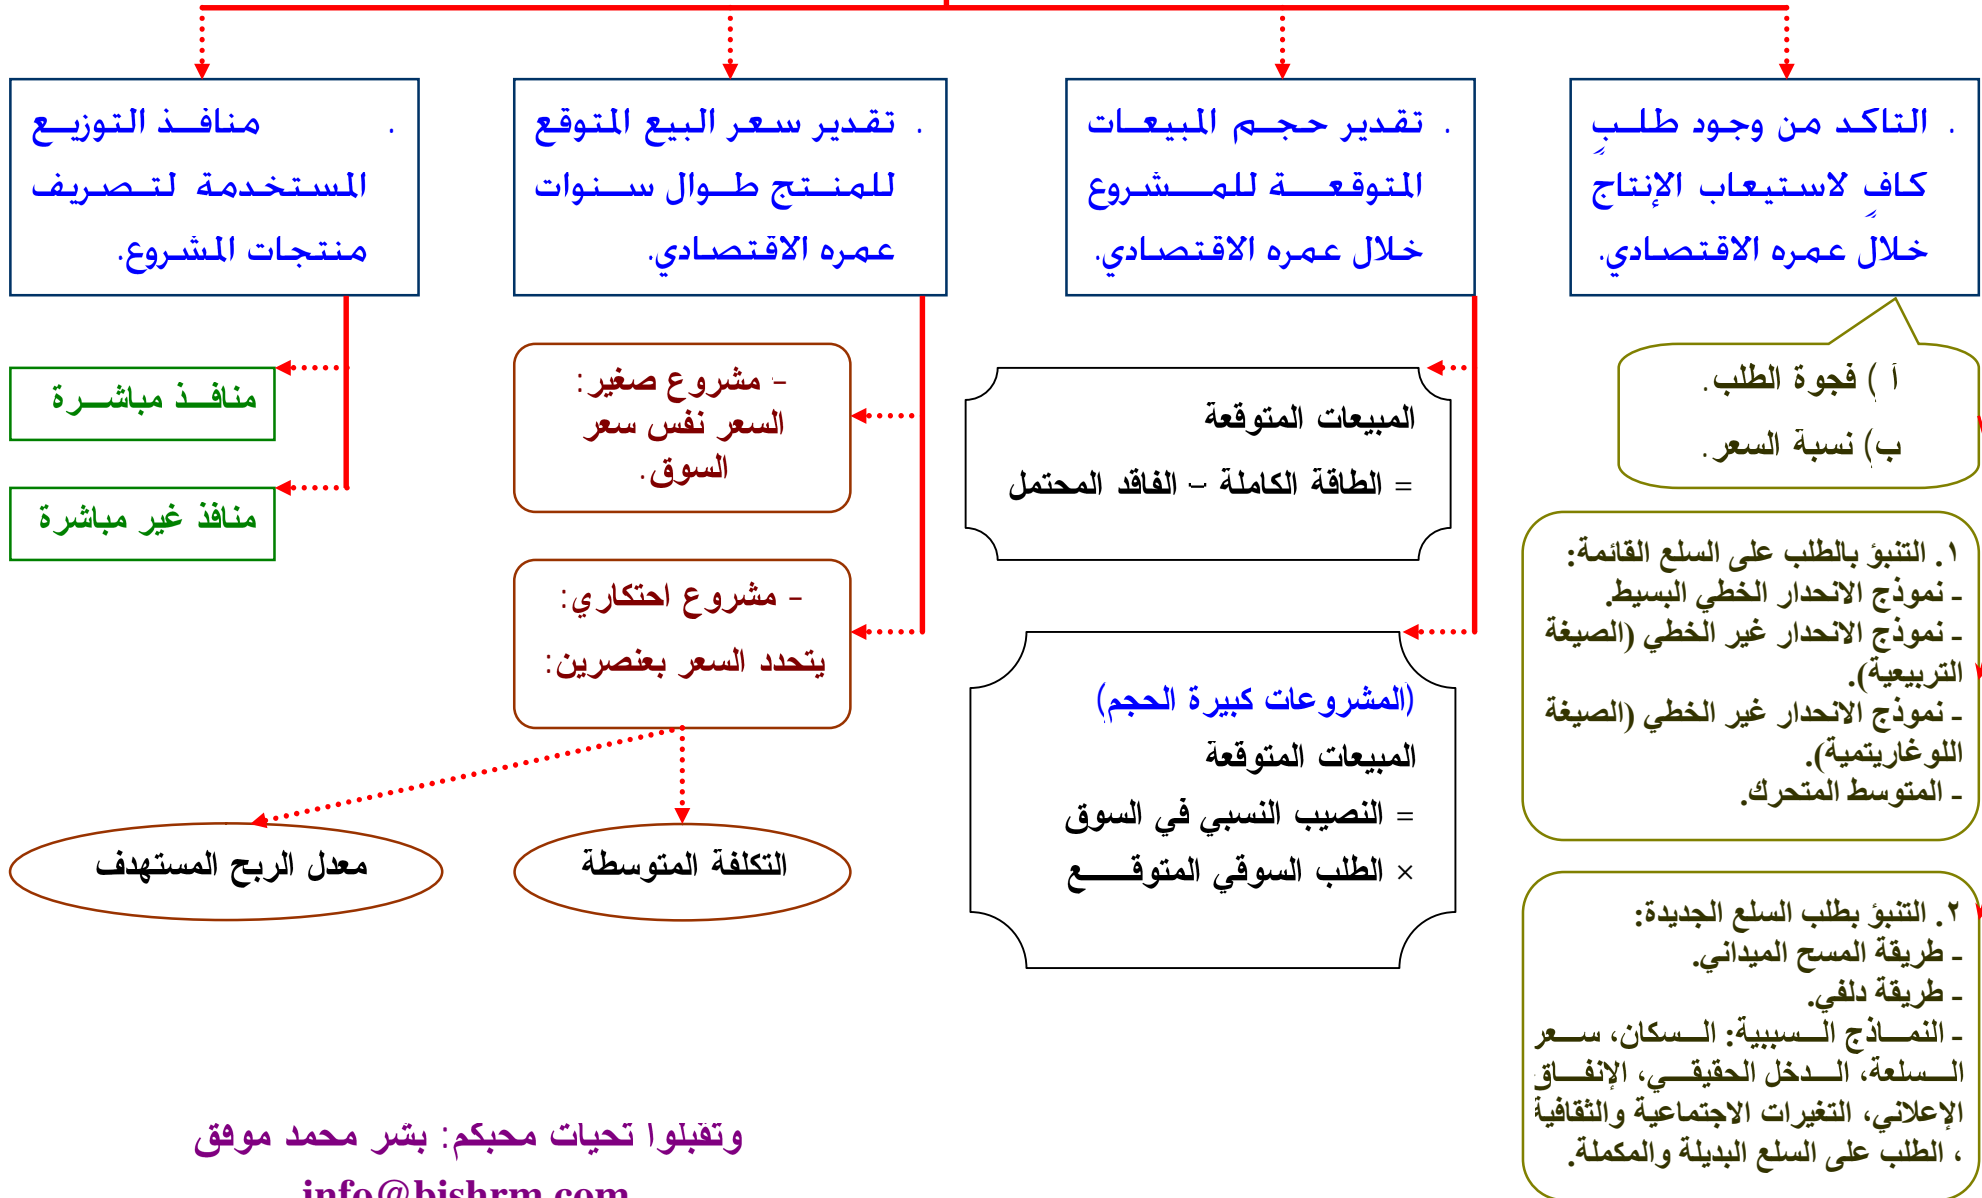 . التاكد من وجود طلبٍ
كافٍ لاستيعاب الإنتاج
خلال عمره الاقتصادي.
. تقدير حجم المبيعات
المتوقعة للمشروع
خلال عمره الاقتصادي.
. تقدير سعر البيع المتوقع
للمنتج طوال سنوات
عمره الاقتصادي.
. منافذ التوزيع
المستخدمة لتصريف
منتجات المشروع.
أ ) فجوة الطلب.
ب) نسبة السعر.
١. التنبؤ بالطلب على السلع القائمة:
- نموذج الانحدار الخطي البسيط.
- نموذج الانحدار غير الخطي (الصيغة
التربيعية).
- نموذج الانحدار غير الخطي (الصيغة
اللوغاريتمية).
- المتوسط المتحرك.
٢. التنبؤ بطلب السلع الجديدة:
- طريقة المسح الميداني.
- طريقة دلفي.
- النماذج السببية: السكان، سعر
السلعة، الدخل الحقيقي، الإنفاق
الإعلاني، التغيرات الاجتماعية والثقافية
، الطلب على السلع البديلة والمكملة.
المبيعات المتوقعة
= الطاقة الكاملة – الفاقد المحتمل
(المشروعات كبيرة الحجم)
المبيعات المتوقعة
= النصيب النسبي في السوق
× الطلب السوقي المتوقع
- مشروع صغير:
السعر نفس سعر
السوق.
- مشروع احتكاري:
يتحدد السعر بعنصرين:
التكلفة المتوسطة
معدل الربح المستهدف
منافذ مباشرة
منافذ غير مباشرة
وتقبلوا تحيات محبكم: بشر محمد موفق
info@bishrm.com